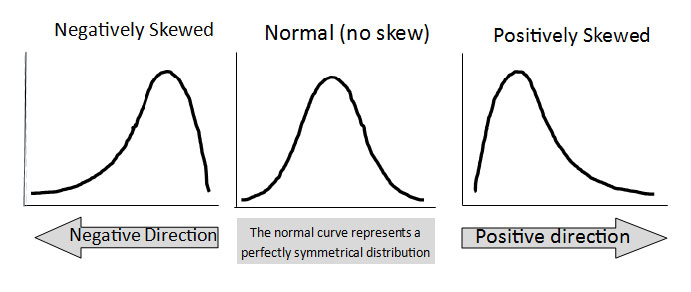 Negatively Skewed
Normal (no skew)
Positively Skewed
Negative Direction
The normal curve represents a
perfectly symmetrical distribution
Positive direction